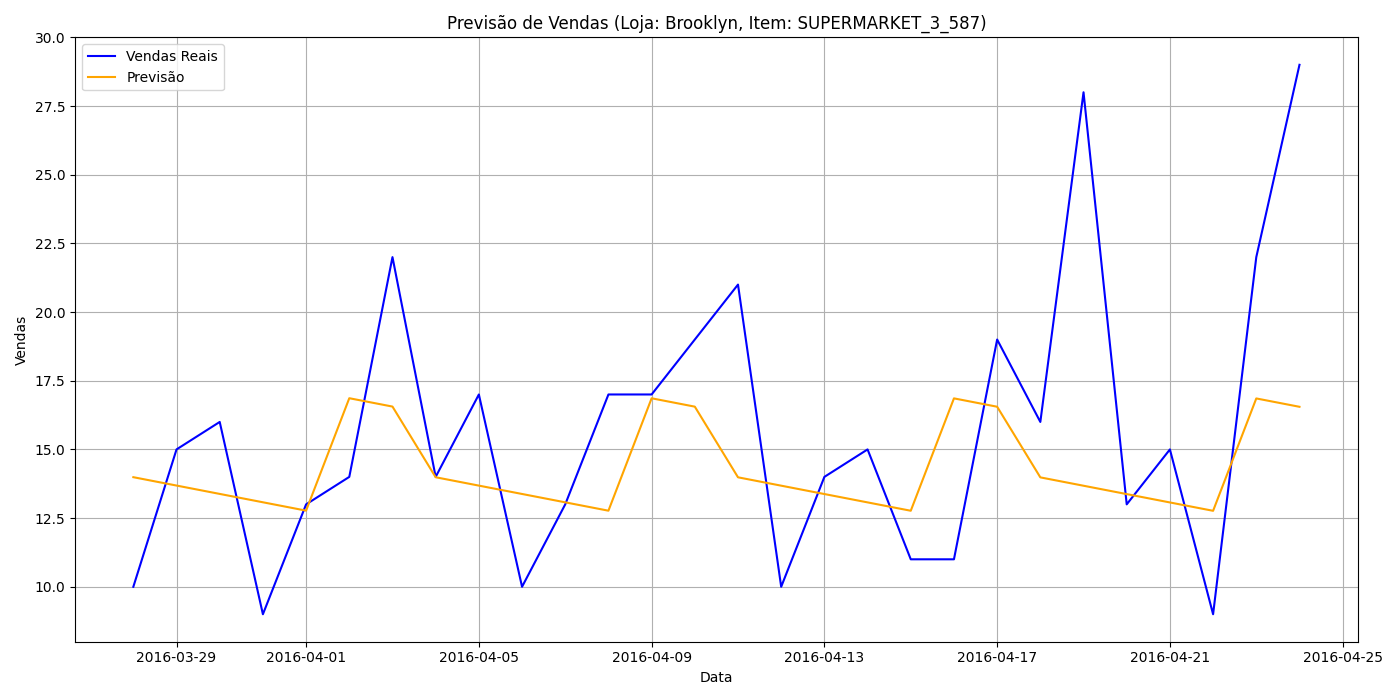 Previsão de Vendas (Loja: Brooklyn, Item: SUPERMARKET_3_587)
Vendas Reais
Previsão
30.0
27.5
25.0
22.5
20.0
17.5
15.0
12.5
10.0
Vendas
2016-03-29 2016-04-01 2016-04-05 2016-04-09 2016-04-13 2016-04-17 2016-04-21 2016-04-25
Data